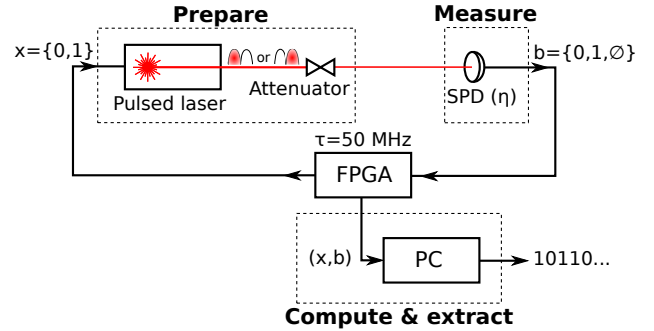 Prepare
Measure
x={0,1}
or
b={0,1,∅}
Pulsed laser
Attenuator
SPD (η)
τ=50 MHz
FPGA
(x,b)
PC
10110...
Compute & extract